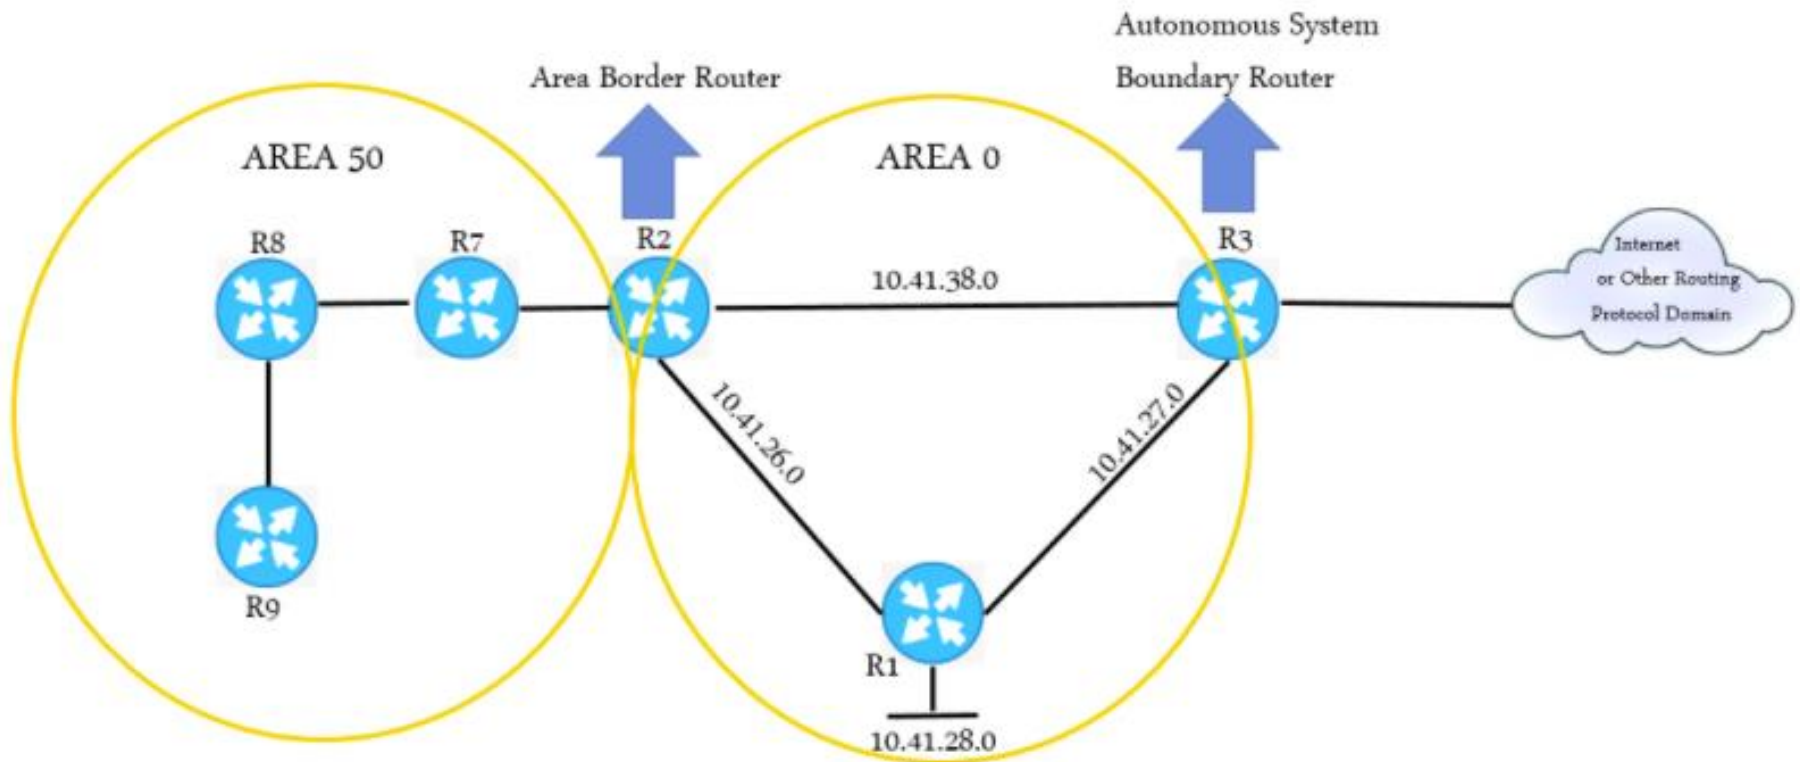 Autonomous System
Boundary Router
Area Border Router
AREA 50
AREA 0
R8
R7
R2
R3
10.41.38.0
Internet
or Other Routing
Protocol Domain
10.41.26.0
10.41.27.0
R9
R1
10.41.28.0